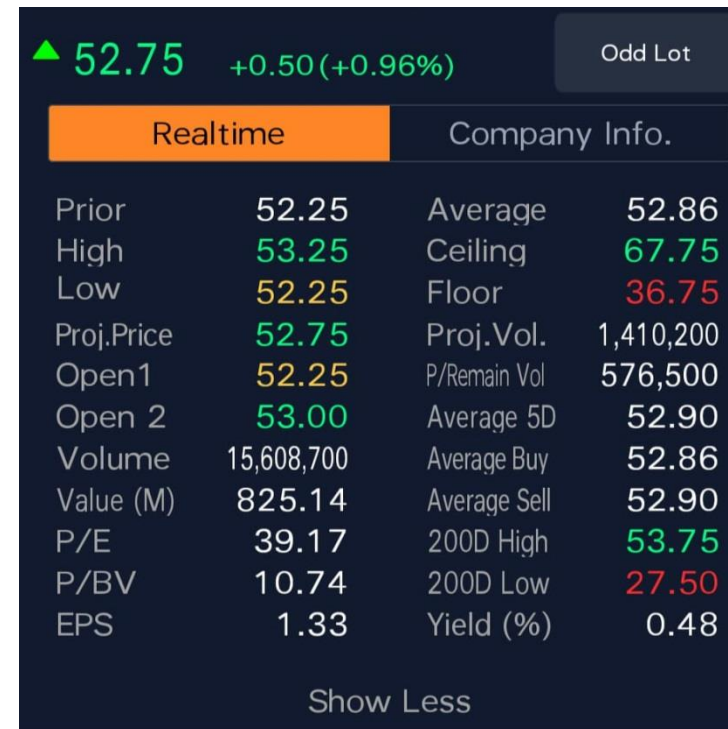 52.75 +0.50 (+0.96%) Odd Lot
Realtime Company Info.
Prior 52.25 Average 52.86
High 53.25 Ceiling 67.75
Low 52.25 Floor 36.75
Proj.Price 52.75 Proj.Vol. 1,410,200
Open1 52.25 P/Remain Vol 576,500
Open 2 53.00 Average 5D 52.90
Volume 15,608,700 Average Buy 52.86
Value (M) 825.14 Average Sell 52.90
P/E 39.17 200D High 53.75
P/BV 10.74 200D Low 27.50
EPS 1.33 Yield (%) 0.48
Show Less